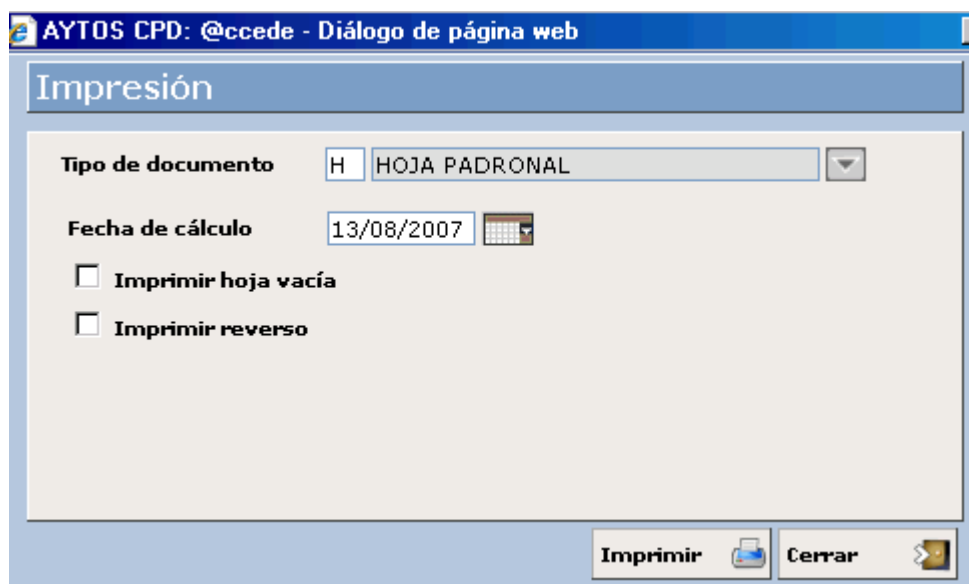 AYTOS CPD: @ccede - Diálogo de página web
Impresión
Tipo de documento H HOJA PADRONAL
Fecha de cálculo 13/08/2007
Imprimir hoja vacía
Imprimir reverso
Imprimir Cerrar